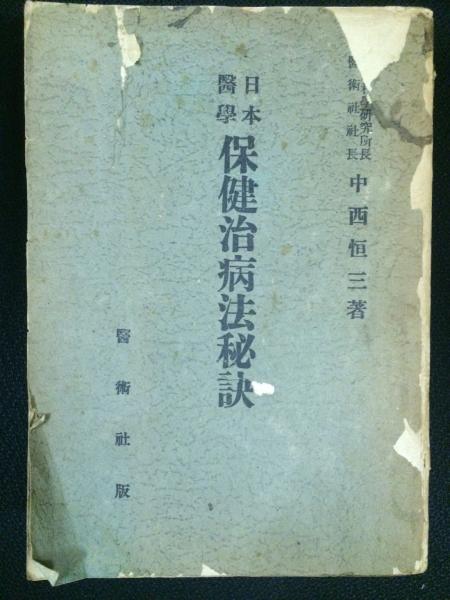 研究所長
醫術社社長
中西恒三著
日本
醫學
保健治病法秘訣
醫術社版